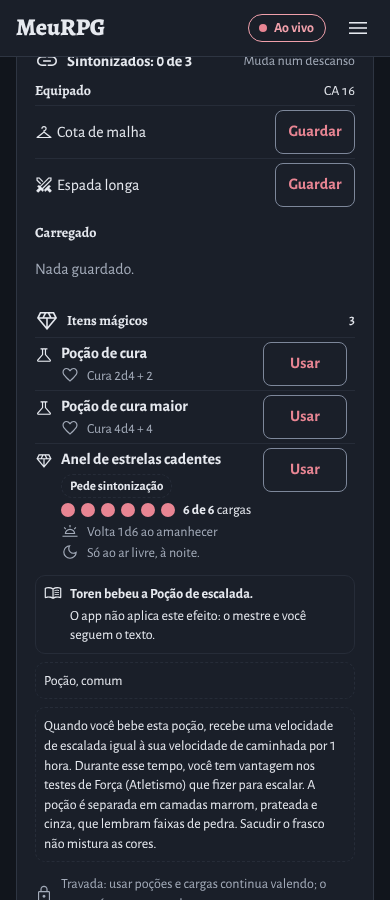 MeuRPG
Ao vivo
Sintonizados: 0 de 3
Muda num descanso
Equipado
CA 16
Cota de malha
Guardar
Espada longa
Guardar
Carregado
Nada guardado.
Itens mágicos
3
Poção de cura
Usar
Cura 2d4 + 2
Poção de cura maior
Usar
Cura 4d4 + 4
Anel de estrelas cadentes
Usar
Pede sintonização
6 de 6 cargas
Volta 1d6 ao amanhecer
Só ao ar livre, à noite.
Toren bebeu a Poção de escalada.
O app não aplica este efeito: o mestre e você
seguem o texto.
Poção, comum
Quando você bebe esta poção, recebe uma velocidade
de escalada igual à sua velocidade de caminhada por 1
hora. Durante esse tempo, você tem vantagem nos
testes de Força (Atletismo) que fizer para escalar. A
poção é separada em camadas marrom, prateada e
cinza, que lembram faixas de pedra. Sacudir o frasco
não mistura as cores.
Travada: usar poções e cargas continua valendo; o